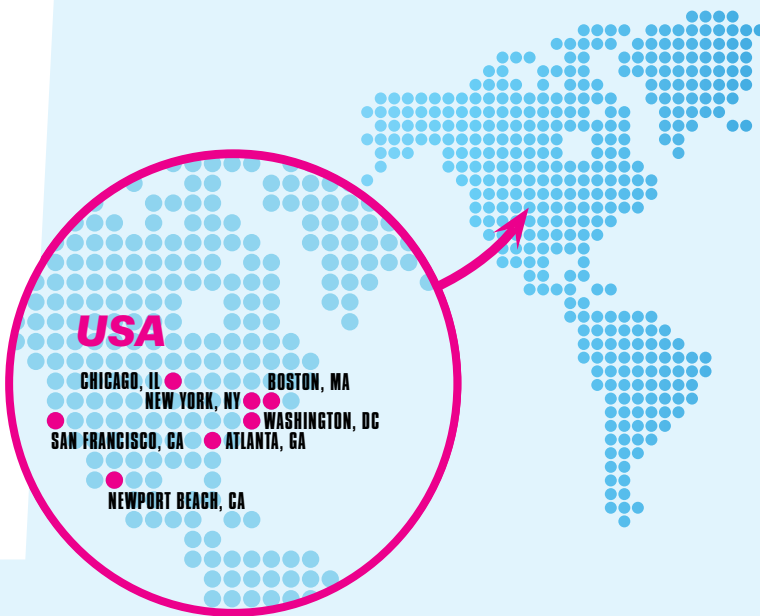 USA
CHICAGO, IL
BOSTON, MA
NEW YORK, NY
WASHINGTON, DC
SAN FRANCISCO, CA
ATLANTA, GA
NEWPORT BEACH, CA